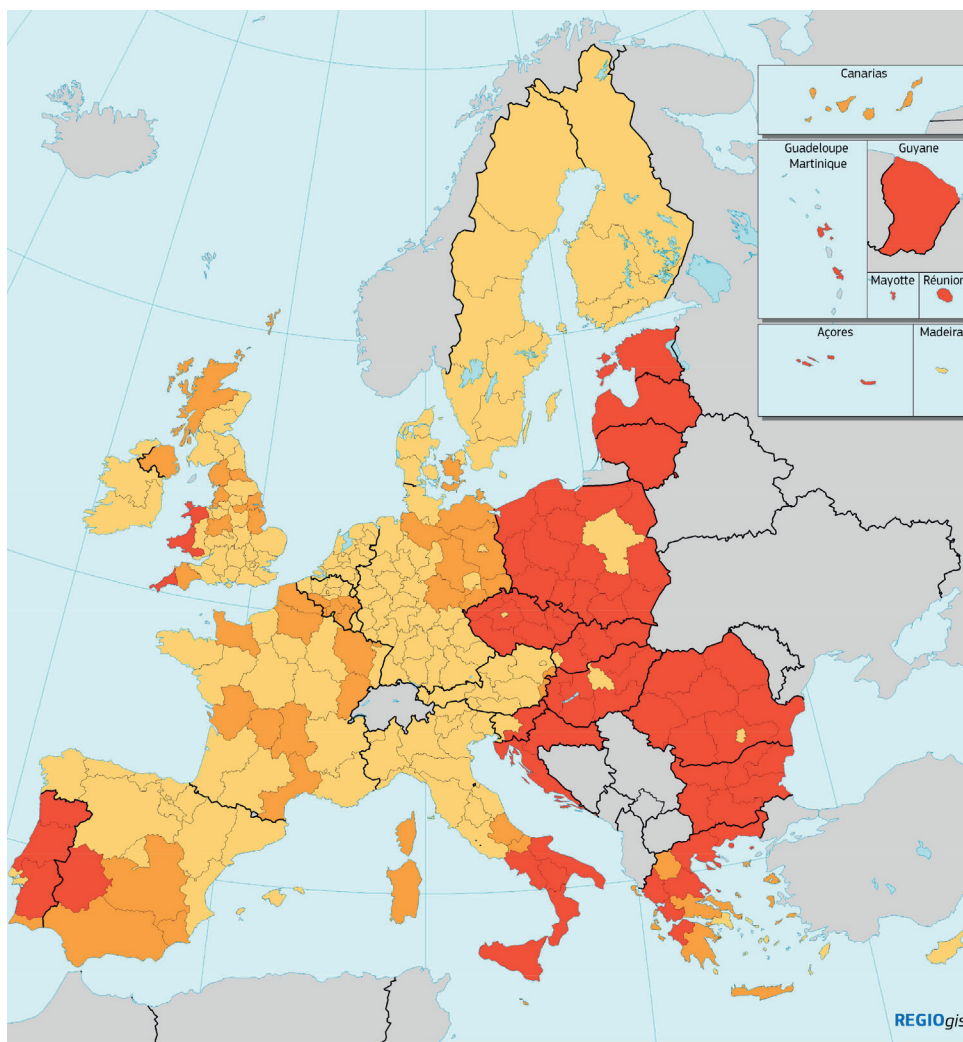 Canarias
Guadeloupe
Martinique
Guyane
Mayotte
Réunion
Açores
Madeira
REGIOgis